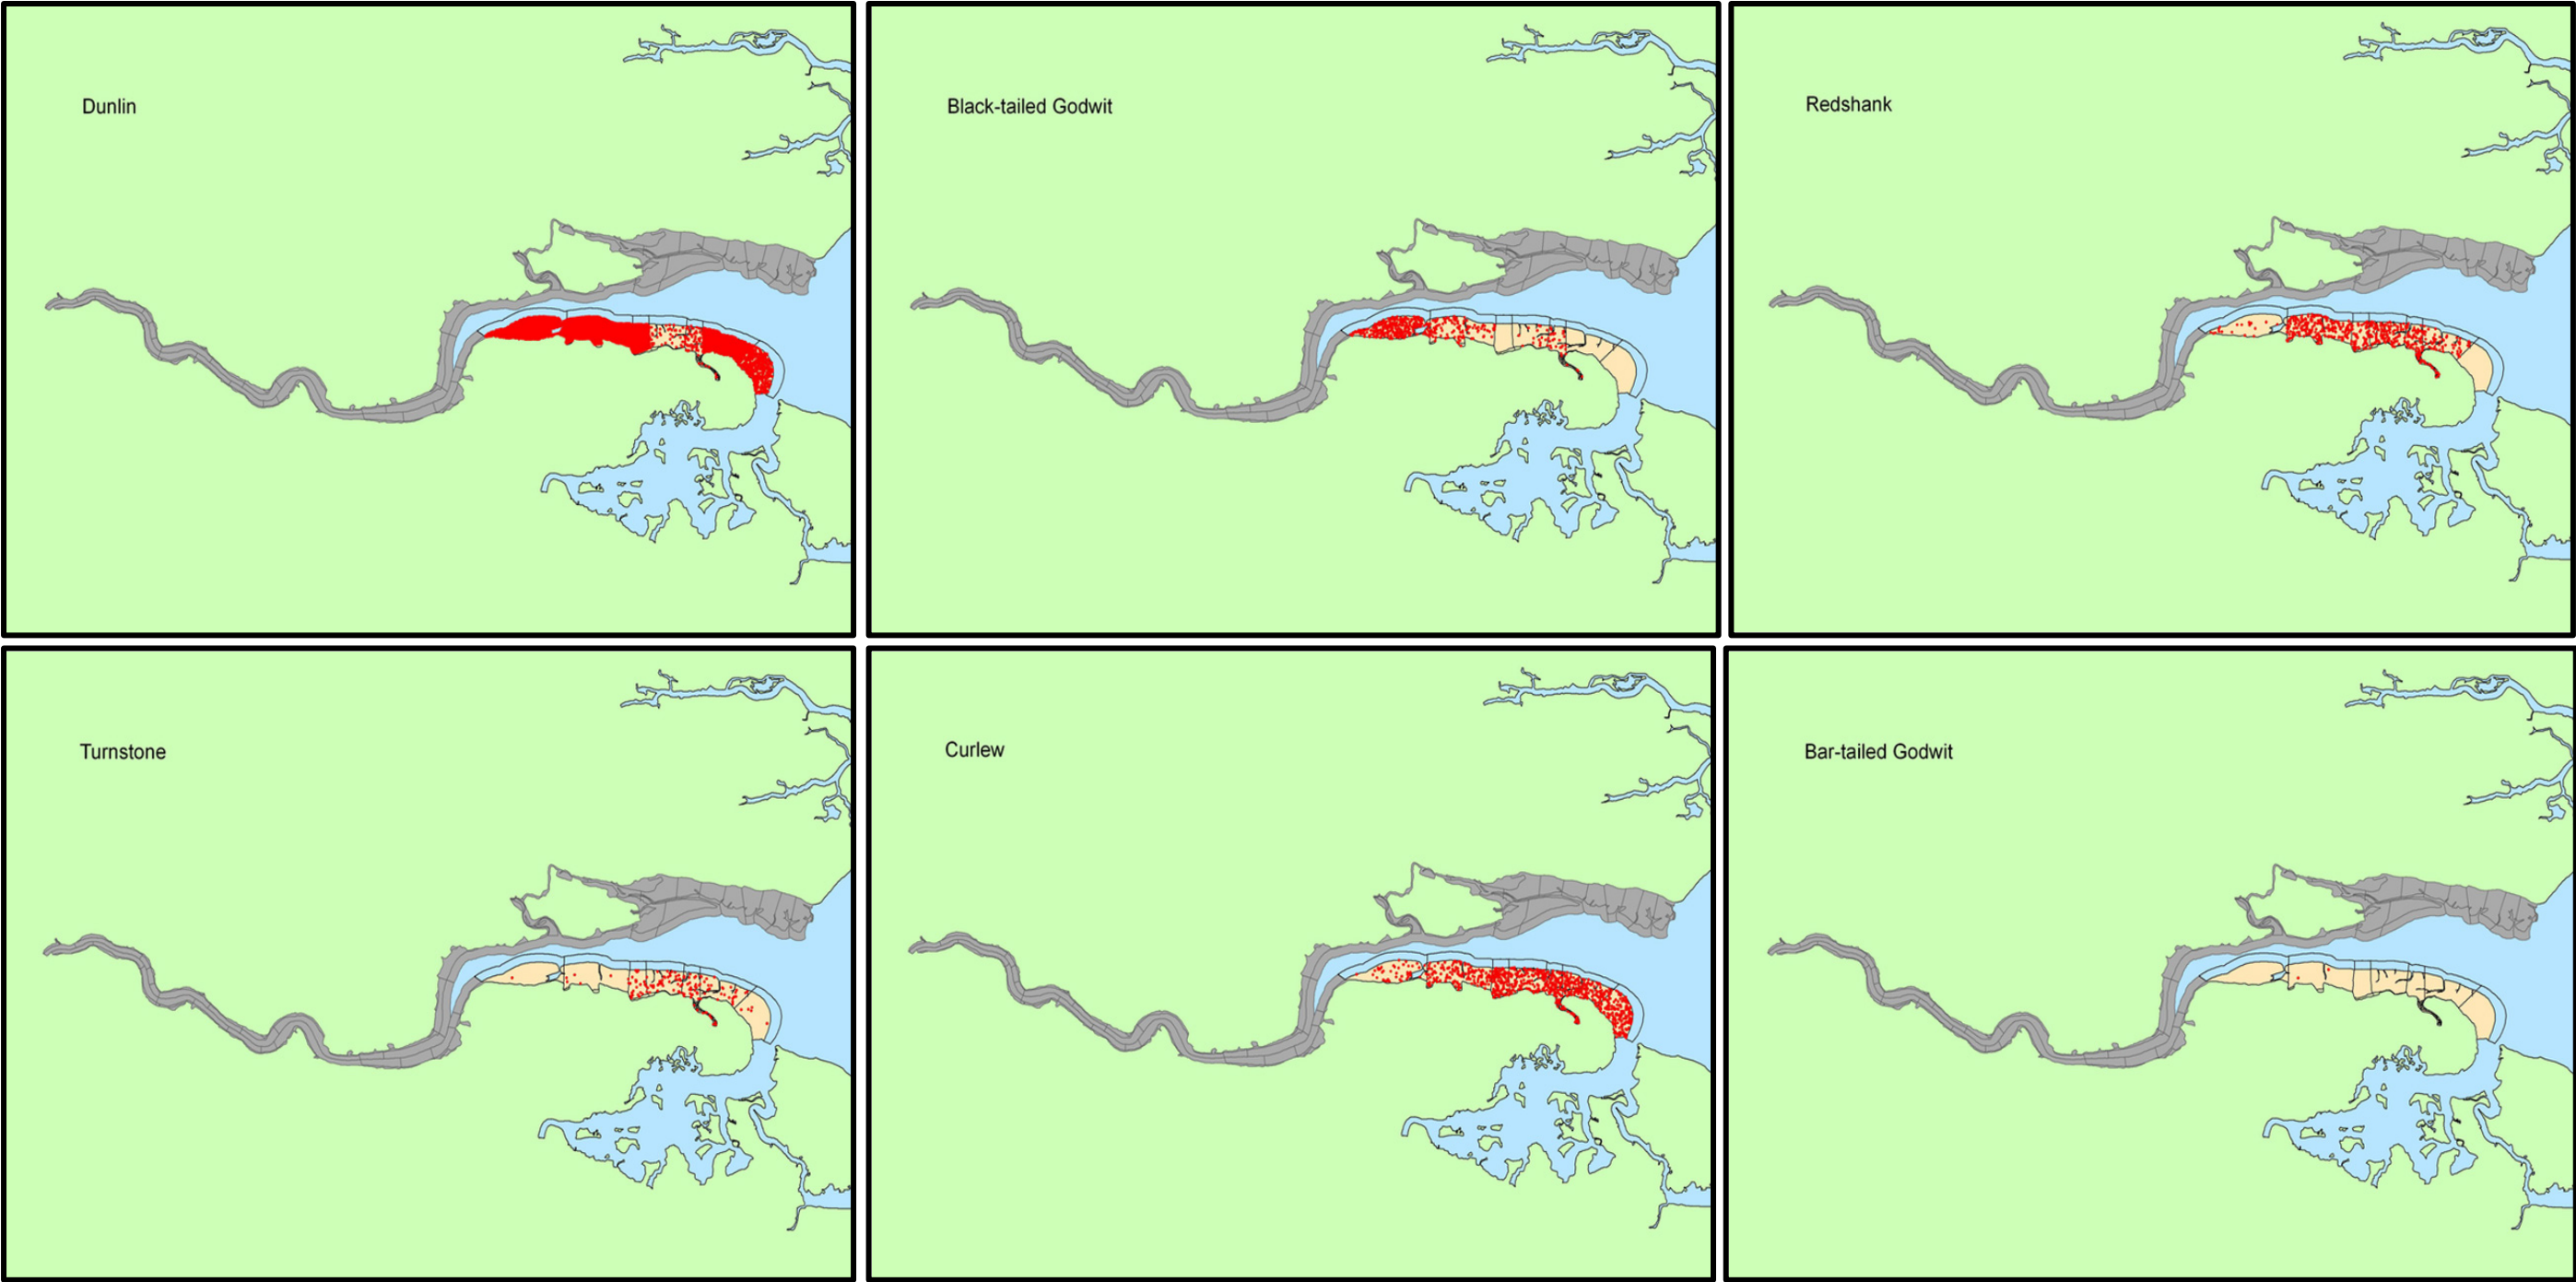 Dunlin
Black-tailed Godwit
Redshank
Turnstone
Curlew
Bar-tailed Godwit